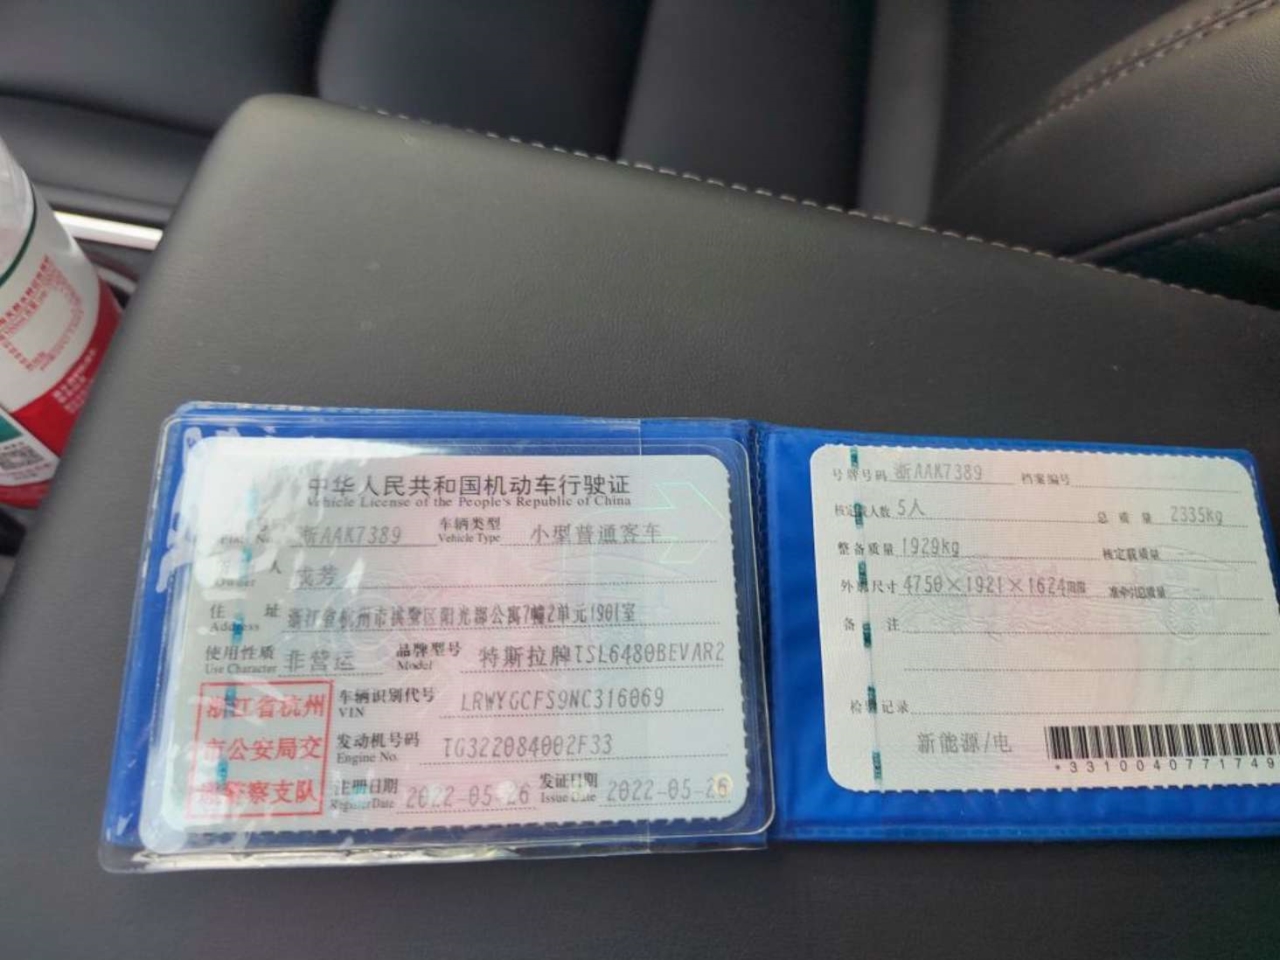 中华人民共和国机动车行驶证
Vehicle License of the People's Republic of China
Plate No. 浙AAK7389 车辆类型 Vehicle Type 小型普通客车
人 Owner 芳
住 址 Address 浙江省杭州市 区阳光郡公寓7幢2单元1901室
使用性质 Use Character 非营运 品牌型号 Model 特斯拉牌TSL6480BEVAR2
浙江省杭州市公安局交通警察支队
车辆识别代号 VIN LRWYGCFS9NC316069
发动机号码 Engine No. TG322084002F33
注册日期 Register Date 2022-05-26 发证日期 Issue Date 2022-05-26
号牌号码 浙AAK7389 档案编号
核定载人数 5人 总 质 量 2335kg
整备质量 1929kg 核定载质量
外廓尺寸 4750×1921×1624mm 准牵引总质量
备 注
检验记录
新能源/电
*331004077 1749